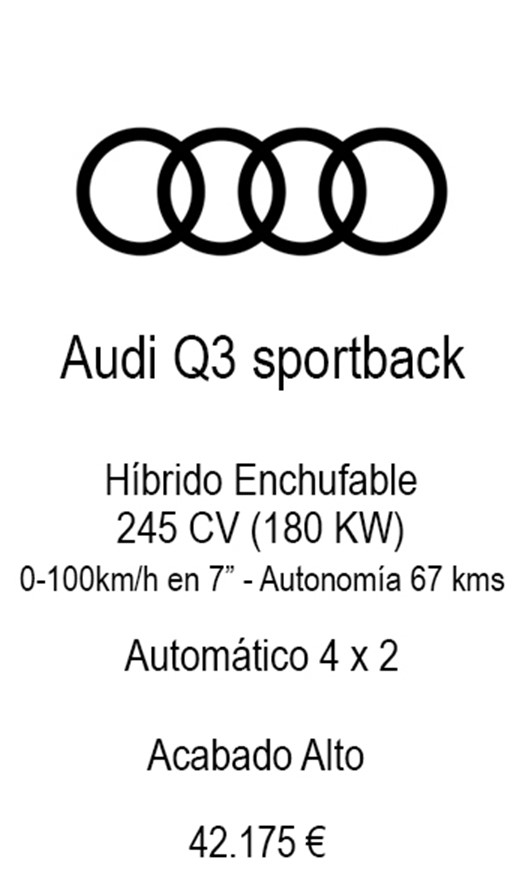 Audi Q3 sportback
Híbrido Enchufable
245 CV (180 KW)
0-100km/h en 7” - Autonomía 67 kms
Automático 4 x 2
Acabado Alto
42.175 €